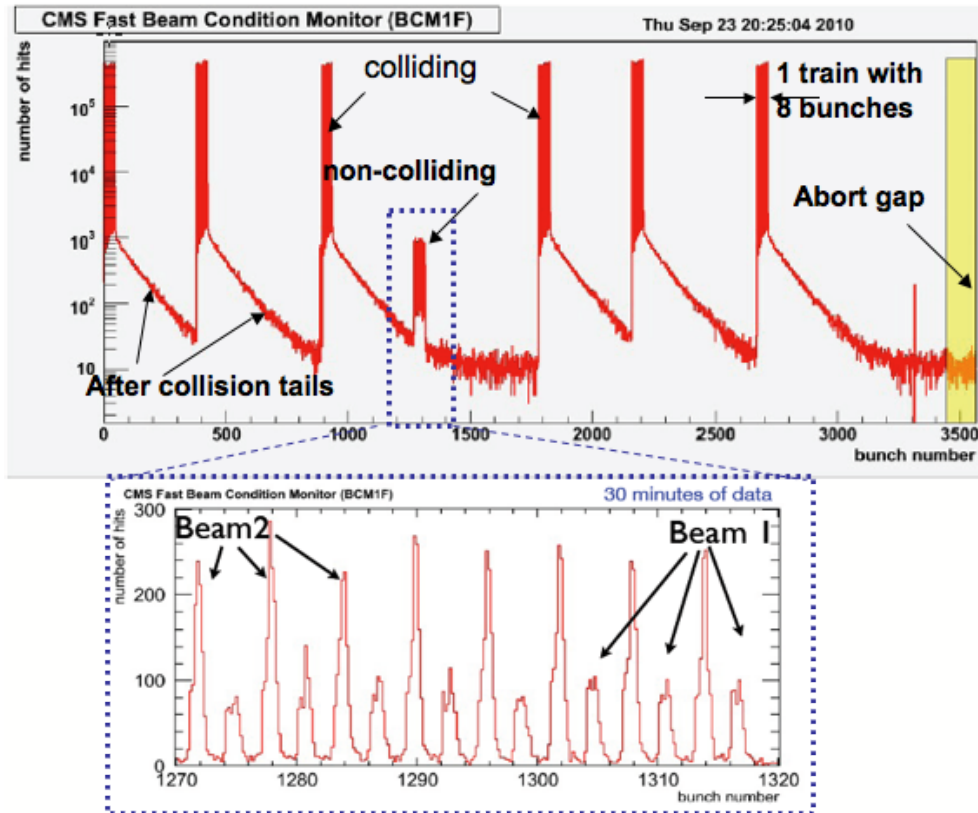 CMS Fast Beam Condition Monitor (BCM1F)
Thu Sep 23 20:25:04 2010
number of hits
10⁵
10⁴
10³
10²
10
colliding
1 train with
8 bunches
non-colliding
Abort gap
After collision tails
0 500 1000 1500 2000 2500 3000 3500
bunch number
CMS Fast Beam Condition Monitor (BCM1F)
30 minutes of data
number of hits
300
200
100
0
Beam2
Beam 1
1270 1280 1290 1300 1310 1320
bunch number